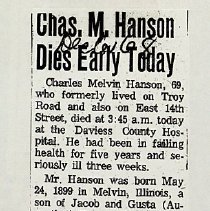 Chas. M. Hanson
Dies Early Today
Charles Melvin Hanson, 69,
who formerly lived on Troy
Road and also on East 14th
Street, died at 3:45 a.m. today
at the Daviess County Hos-
pital. He had been in failing
health for five years and se-
riously ill three weeks.
Mr. Hanson was born May
24, 1899 in Melvin, Illinois, a
son of Jacob and Gusta (Au-